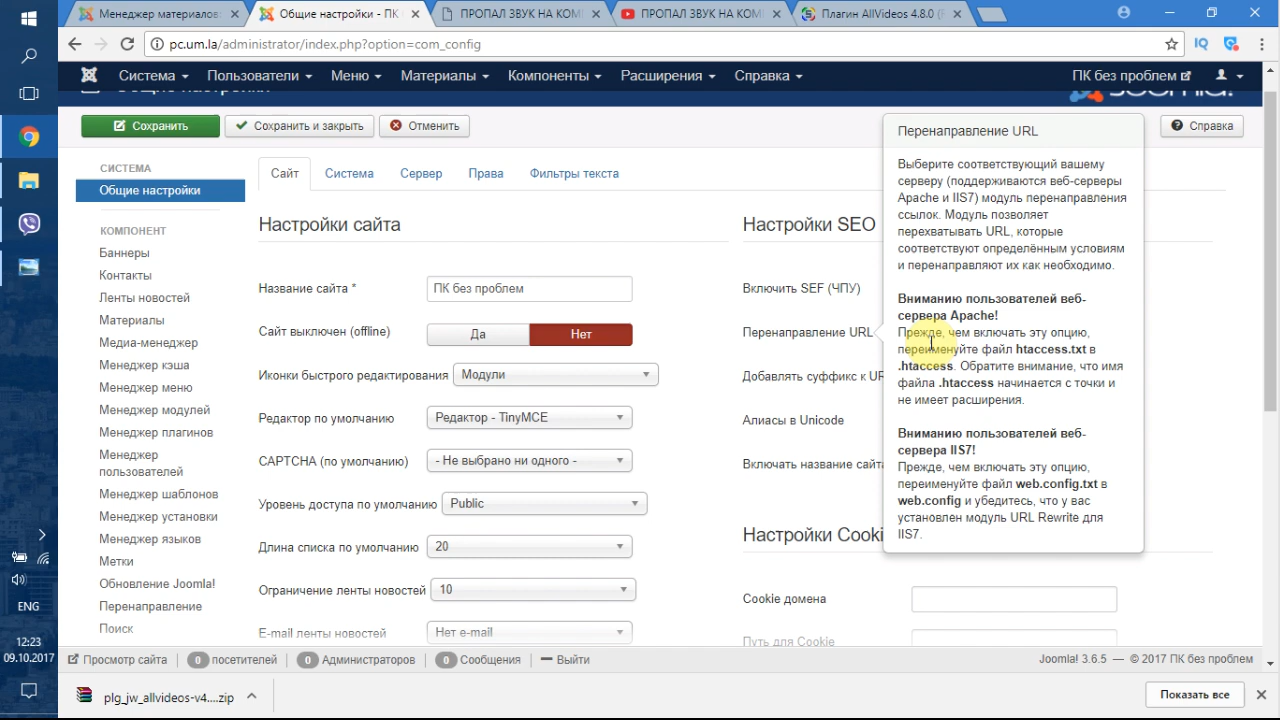 Менеджер материалов
Общие настройки - ПК
ПРОПАЛ ЗВУК НА КОМ
ПРОПАЛ ЗВУК НА КОМ
Плагин AllVideos 4.8.0 (
pc.um.la/administrator/index.php?option=com_config
Система
Пользователи
Меню
Материалы
Компоненты
Расширения
Справка
ПК без проблем
Общие настройки
Joomla!
Сохранить
Сохранить и закрыть
Отменить
Справка
СИСТЕМА
Общие настройки
КОМПОНЕНТ
Баннеры
Контакты
Ленты новостей
Материалы
Медиа-менеджер
Менеджер кэша
Менеджер меню
Менеджер модулей
Менеджер плагинов
Менеджер
пользователей
Менеджер шаблонов
Менеджер установки
Менеджер языков
Метки
Обновление Joomla!
Перенаправление
Поиск
Сайт
Система
Сервер
Права
Фильтры текста
Настройки сайта
Название сайта *
ПК без проблем
Сайт выключен (offline)
Да
Нет
Иконки быстрого редактирования
Модули
Редактор по умолчанию
Редактор - TinyMCE
CAPTCHA (по умолчанию)
- Не выбрано ни одного -
Уровень доступа по умолчанию
Public
Длина списка по умолчанию
20
Ограничение ленты новостей
10
E-mail ленты новостей
Нет e-mail
Настройки SEO
Включить SEF (ЧПУ)
Перенаправление URL
Добавлять суффикс к UR
Алиасы в Unicode
Включать название сайта
Настройки Cooki
Cookie домена
Путь для Cookie
Перенаправление URL
Выберите соответствующий вашему
серверу (поддерживаются веб-серверы
Apache и IIS7) модуль перенаправления
ссылок. Модуль позволяет
перехватывать URL, которые
соответствуют определённым условиям
и перенаправляют их как необходимо.
Вниманию пользователей веб-
сервера Apache!
Прежде, чем включать эту опцию,
переименуйте файл htaccess.txt в
.htaccess. Обратите внимание, что имя
файла .htaccess начинается с точки и
не имеет расширения.
Вниманию пользователей веб-
сервера IIS7!
Прежде, чем включать эту опцию,
переименуйте файл web.config.txt в
web.config и убедитесь, что у вас
установлен модуль URL Rewrite для
IIS7.
Просмотр сайта
0 посетителей
0 Администраторов
0 Сообщения
Выйти
Joomla! 3.6.5 — © 2017 ПК без проблем
plg_jw_allvideos-v4....zip
Показать все
ENG
12:23
09.10.2017